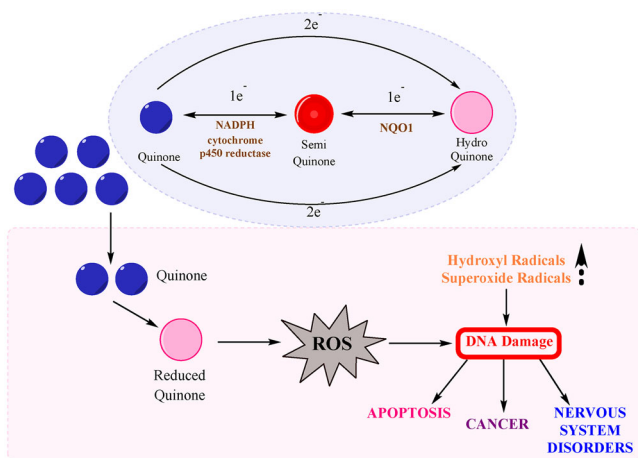 2e-
1e-
1e-
NADPH
cytochrome
p450 reductase
NQO1
Quinone
Semi
Quinone
Hydro
Quinone
2e-
Quinone
Hydroxyl Radicals
Superoxide Radicals
ROS
DNA Damage
Reduced
Quinone
APOPTOSIS
CANCER
NERVOUS
SYSTEM
DISORDERS